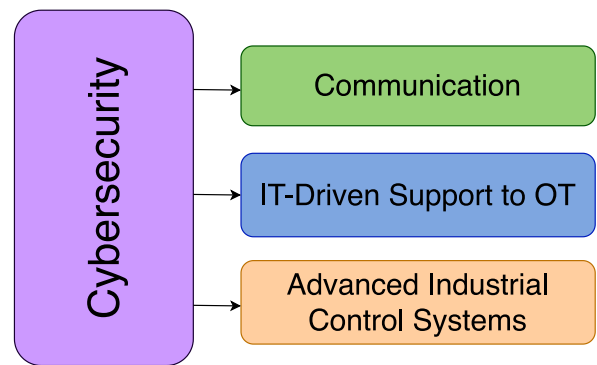 Cybersecurity
Communication
IT-Driven Support to OT
Advanced Industrial
Control Systems